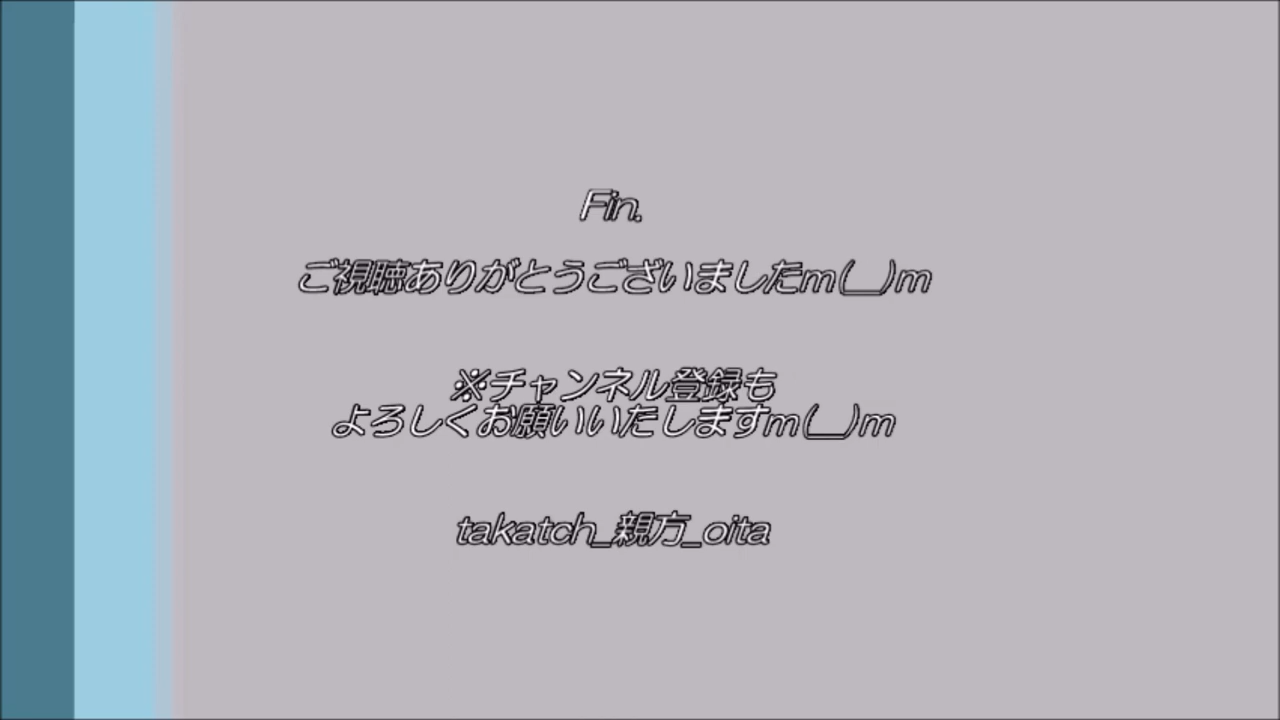 Fin.
ご視聴ありがとうございましたm(__)m
※チャンネル登録も
よろしくお願いいたしますm(__)m
takatch_親方_oita